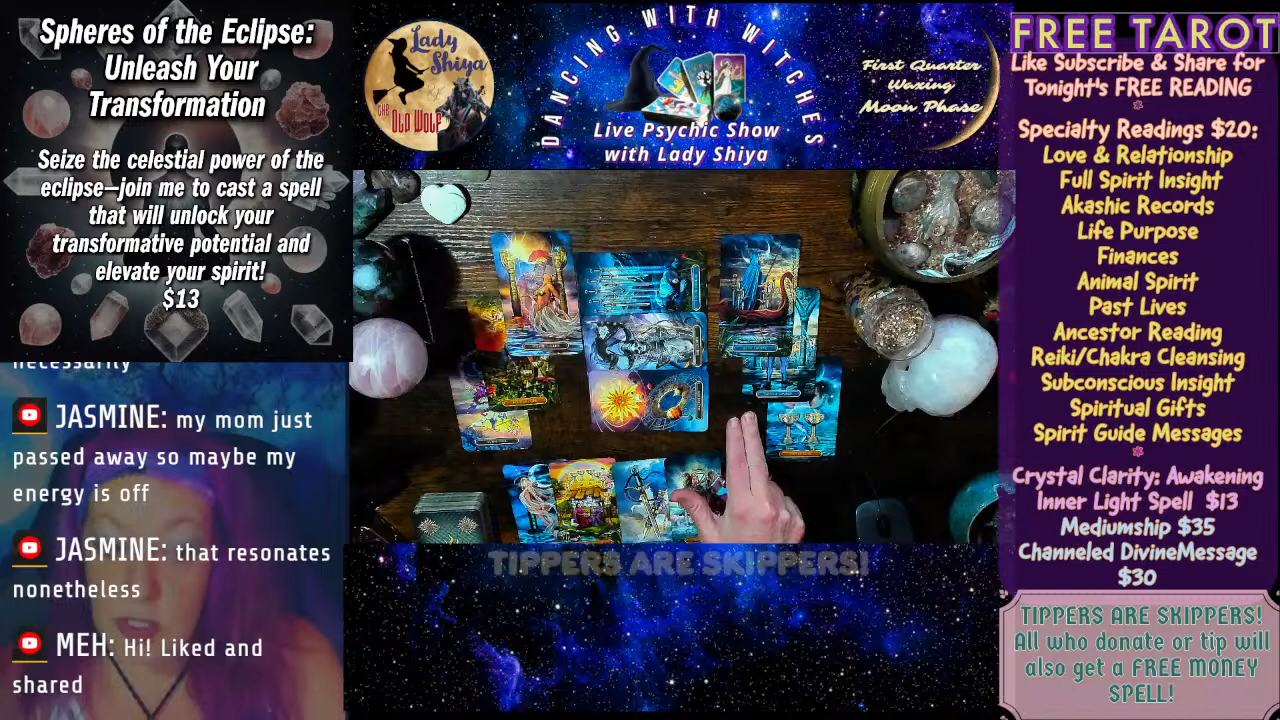 Spheres of the Eclipse:
Unleash Your
Transformation
Seize the celestial power of the
eclipse—join me to cast a spell
that will unlock your
transformative potential and
elevate your spirit!
$13
necessarily
JASMINE: my mom just
passed away so maybe my
energy is off
JASMINE: that resonates
nonetheless
MEH: Hi! Liked and
shared
Lady
Shiya
THE OLD WOLF
DANCING WITH WITCHES
Live Psychic Show
with Lady Shiya
First Quarter
Waxing
Moon Phase
TIPPERS ARE SKIPPERS!
FREE TAROT
Like Subscribe & Share for
Tonight's FREE READING
*
Specialty Readings $20:
Love & Relationship
Full Spirit Insight
Akashic Records
Life Purpose
Finances
Animal Spirit
Past Lives
Ancestor Reading
Reiki/Chakra Cleansing
Subconscious Insight
Spiritual Gifts
Spirit Guide Messages
*
Crystal Clarity: Awakening
Inner Light Spell $13
Mediumship $35
Channeled DivineMessage
$30
TIPPERS ARE SKIPPERS!
All who donate or tip will
also get a FREE MONEY
SPELL!